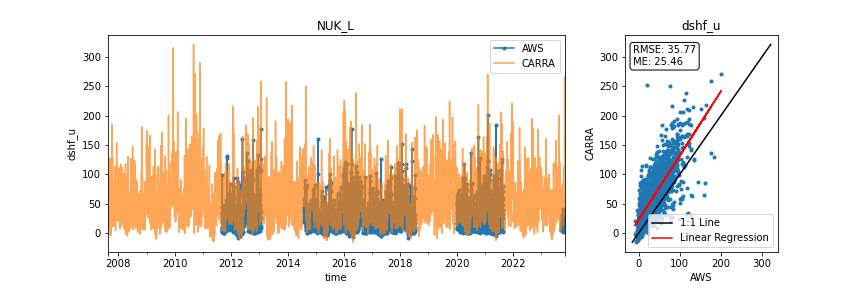 NUK_L
dshf_u
300
250
200
150
100
50
0
2008
2010
2012
2014
2016
2018
2020
2022
time
AWS
CARRA
dshf_u
RMSE: 35.77
ME: 25.46
CARRA
300
250
200
150
100
50
0
1:1 Line
Linear Regression
0
100
200
300
AWS